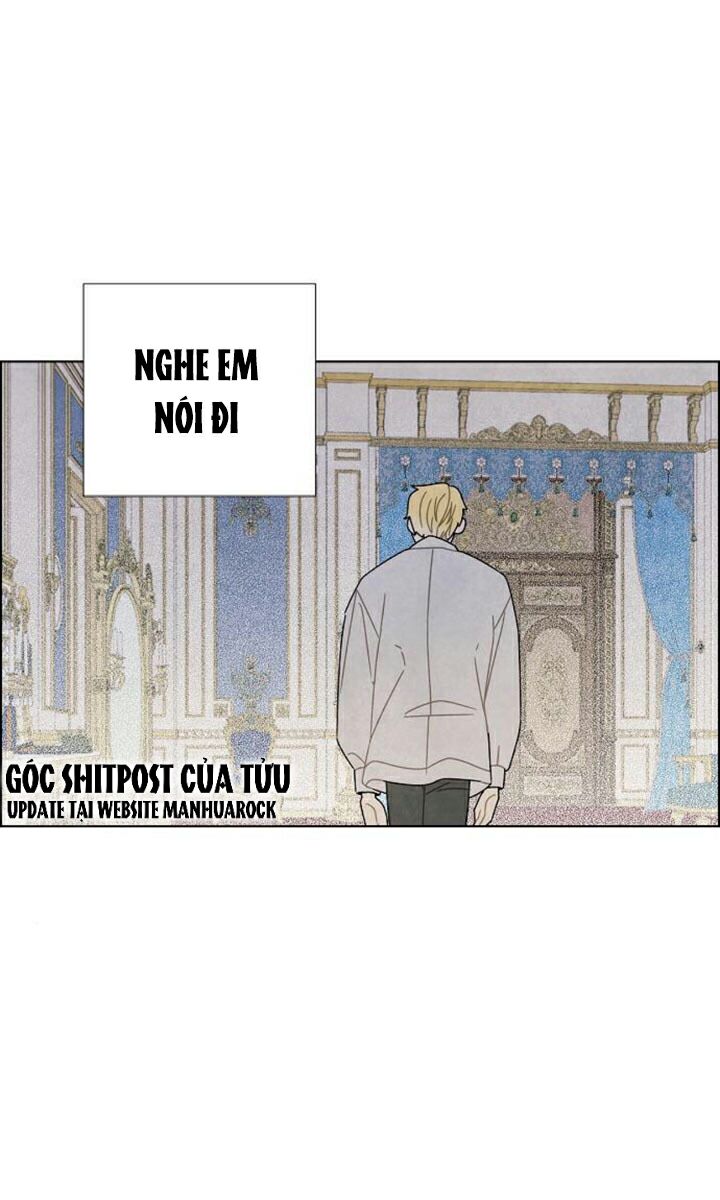 NGHE EM
NÓI ĐI
GÓC SHITPOST CỦA TỬU
UPDATE TẠI WEBSITE MANHUAROCK